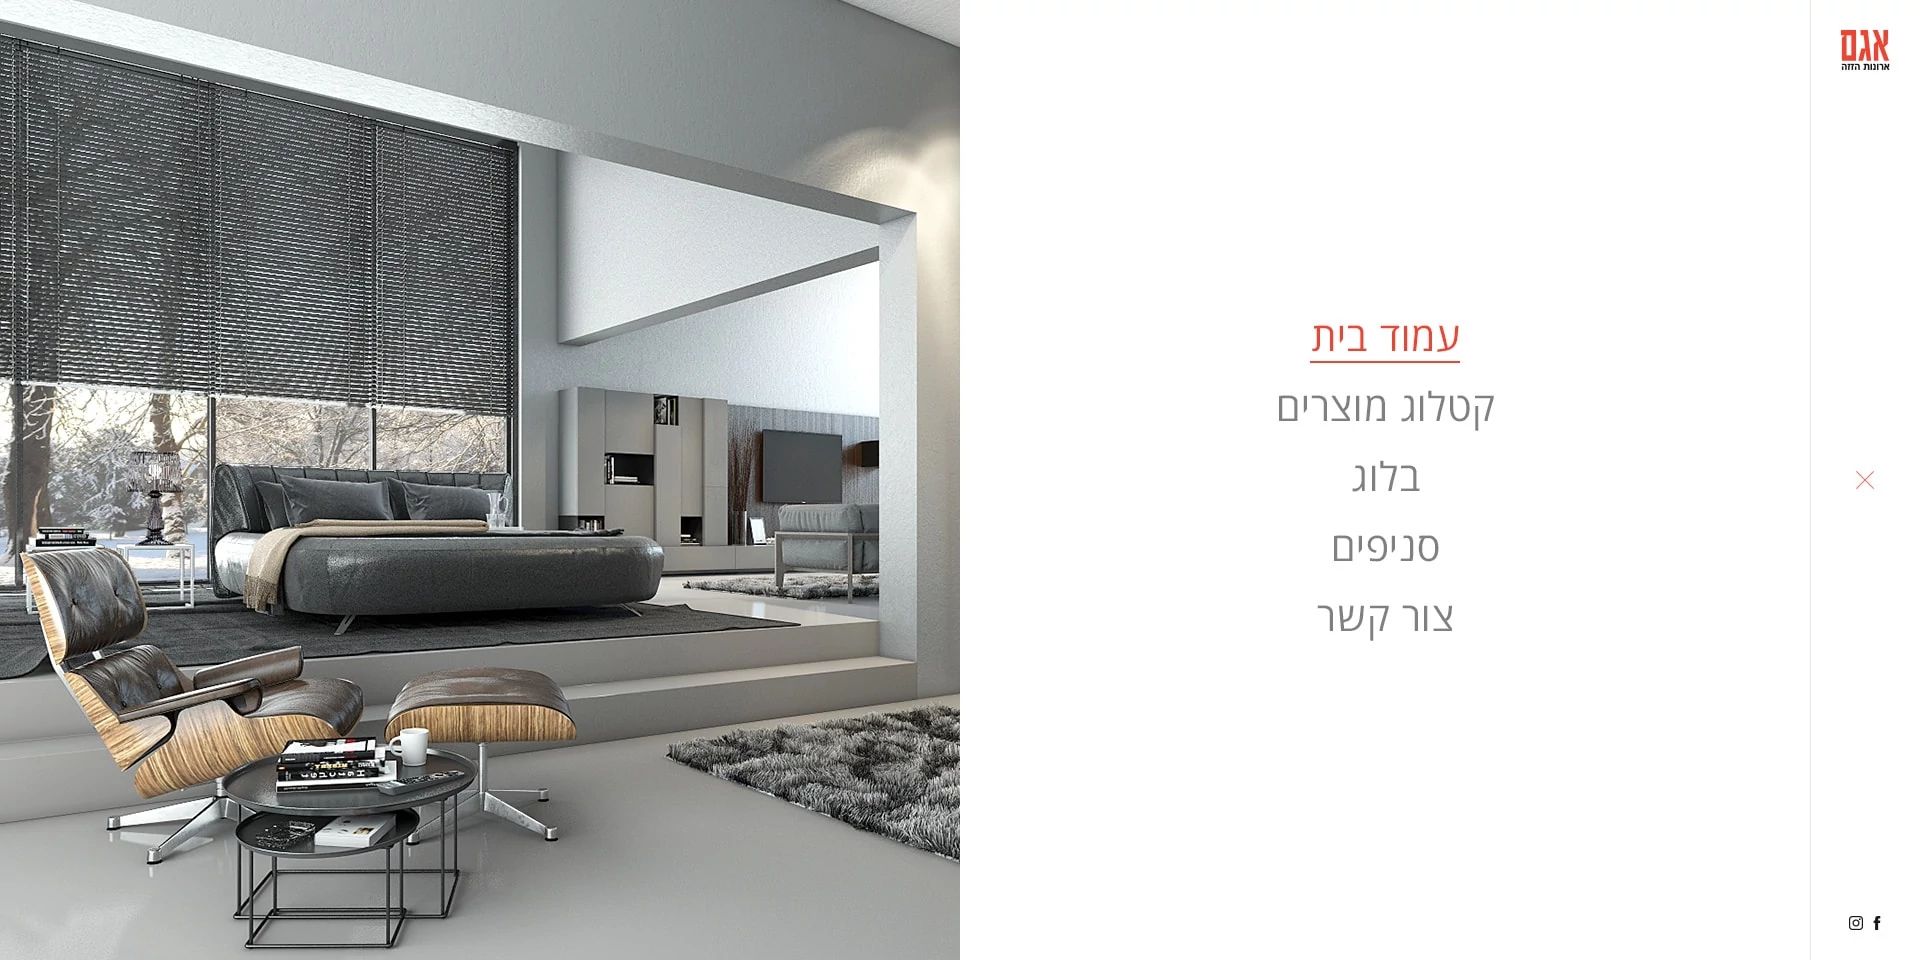 אגם
ארונות הזזה
עמוד בית
קטלוג מוצרים
בלוג
סניפים
צור קשר